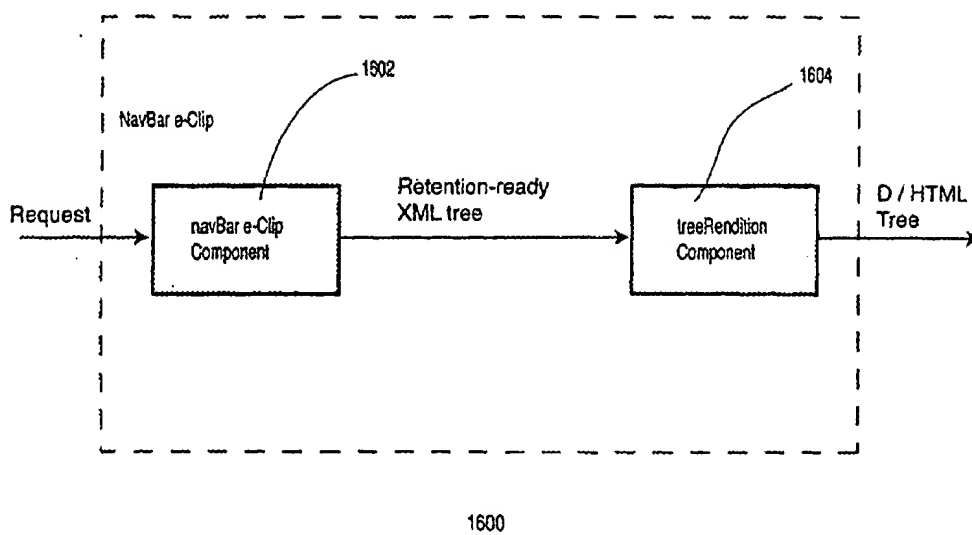 1602
1604
NavBar e-Clip
Request
navBar e-Clip
Component
Retention-ready
XML tree
treeRendition
Component
D / HTML
Tree
1600